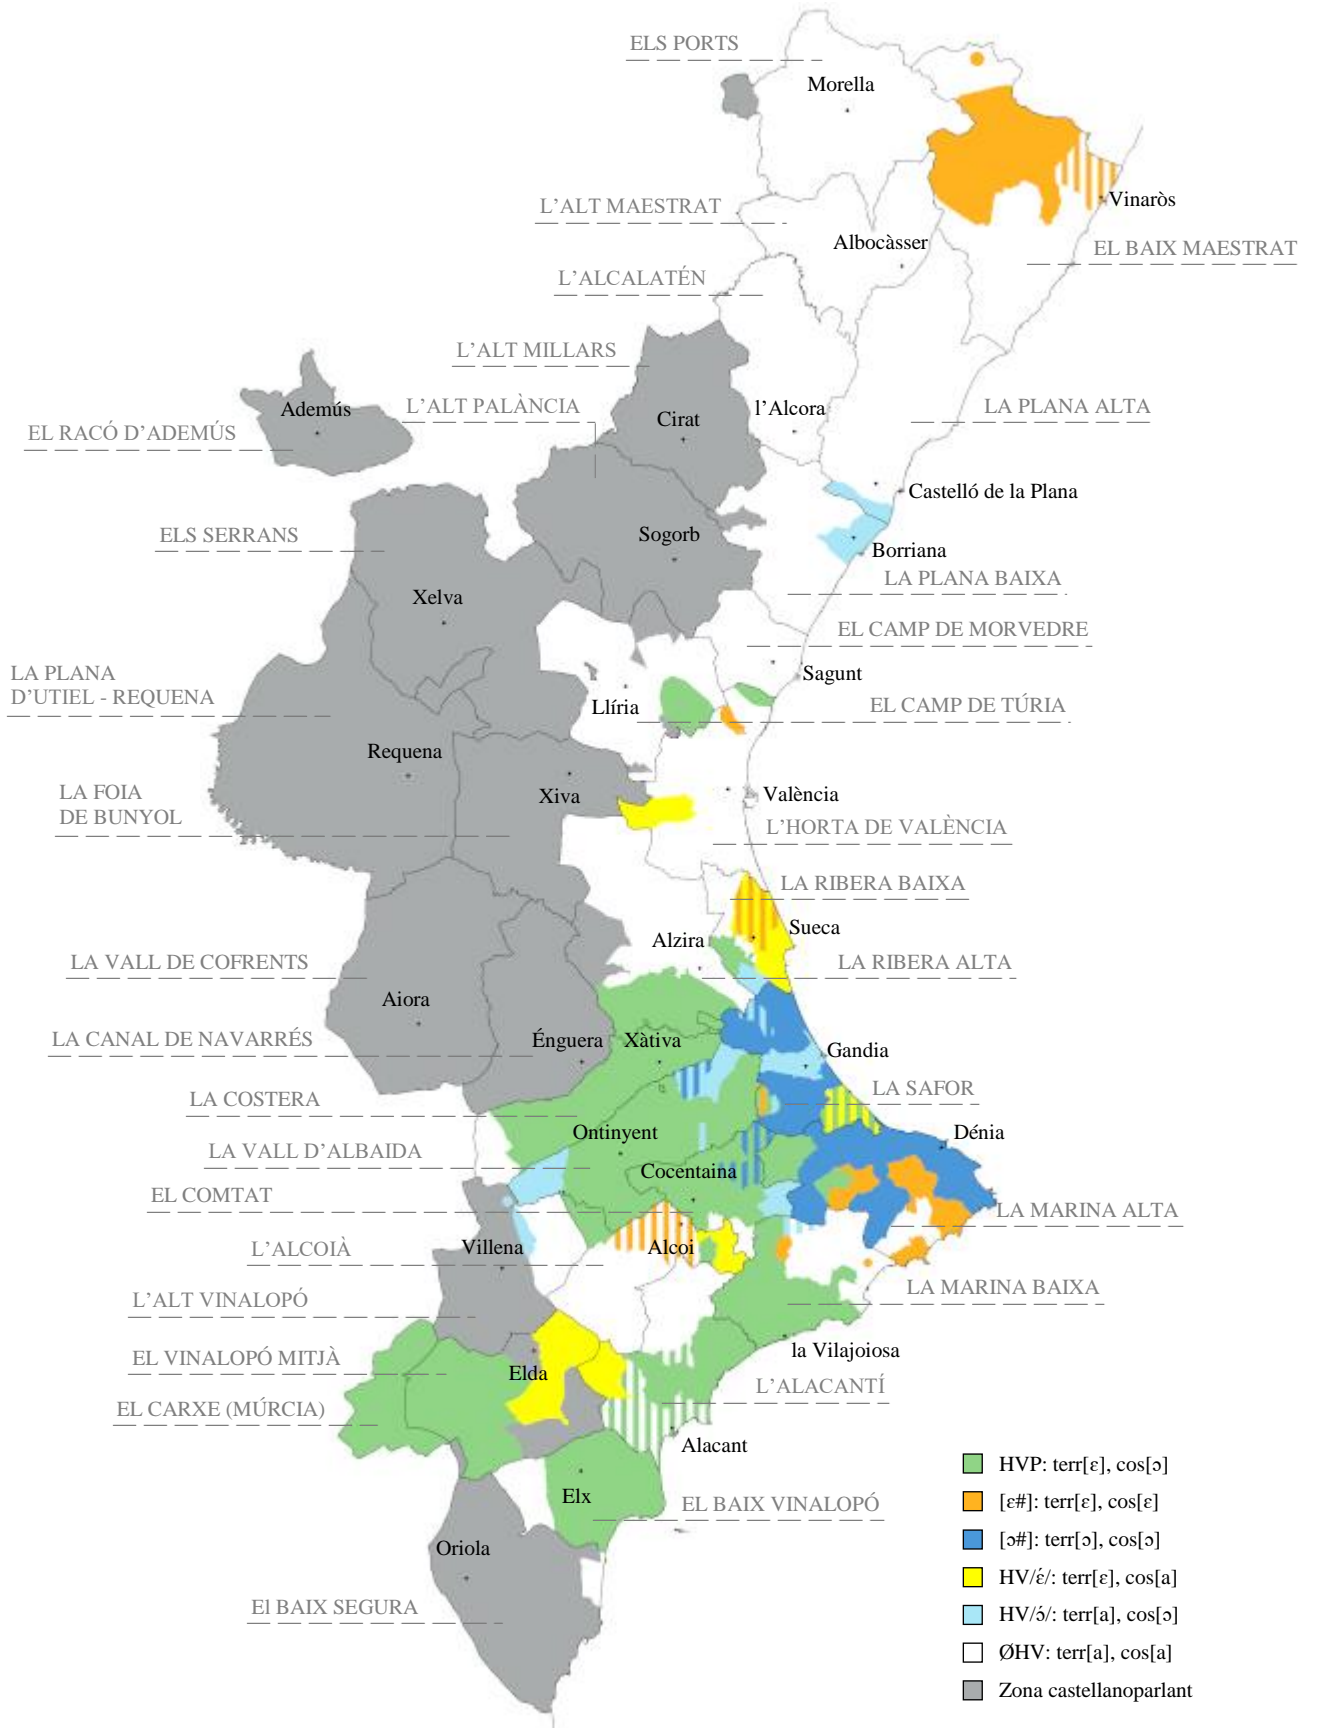 ELS PORTS
Morella
L'ALT MAESTRAT
Vinaròs
Albocàsser
EL BAIX MAESTRAT
L'ALCALATÉN
L'ALT MILLARS
Ademús
L'ALT PALÀNCIA
Cirat
l'Alcora
LA PLANA ALTA
EL RACÓ D'ADEMÚS
Castelló de la Plana
ELS SERRANS
Sogorb
Borriana
LA PLANA BAIXA
Xelva
EL CAMP DE MORVEDRE
LA PLANA
D'UTIEL - REQUENA
Sagunt
Llíria
EL CAMP DE TÚRIA
Requena
LA FOIA
DE BUNYOL
Xiva
València
L'HORTA DE VALÈNCIA
LA RIBERA BAIXA
Sueca
Alzira
LA VALL DE COFRENTS
LA RIBERA ALTA
Aiora
LA CANAL DE NAVARRÉS
Énguera
Xàtiva
Gandia
LA COSTERA
LA SAFOR
Ontinyent
Dénia
LA VALL D'ALBAIDA
Cocentaina
EL COMTAT
LA MARINA ALTA
L'ALCOIÀ
Villena
Alcoi
L'ALT VINALOPÓ
LA MARINA BAIXA
EL VINALOPÓ MITJÀ
Elda
la Vilajoiosa
L'ALACANTÍ
EL CARXE (MÚRCIA)
Alacant
HVP: terr[ɛ], cos[ɔ]
Elx
EL BAIX VINALOPÓ
[ɛ#]: terr[ɛ], cos[ɛ]
Oriola
[ɔ#]: terr[ɔ], cos[ɔ]
HV/ɛ́/: terr[ɛ], cos[a]
El BAIX SEGURA
HV/ɔ́/: terr[a], cos[ɔ]
ØHV: terr[a], cos[a]
Zona castellanoparlant